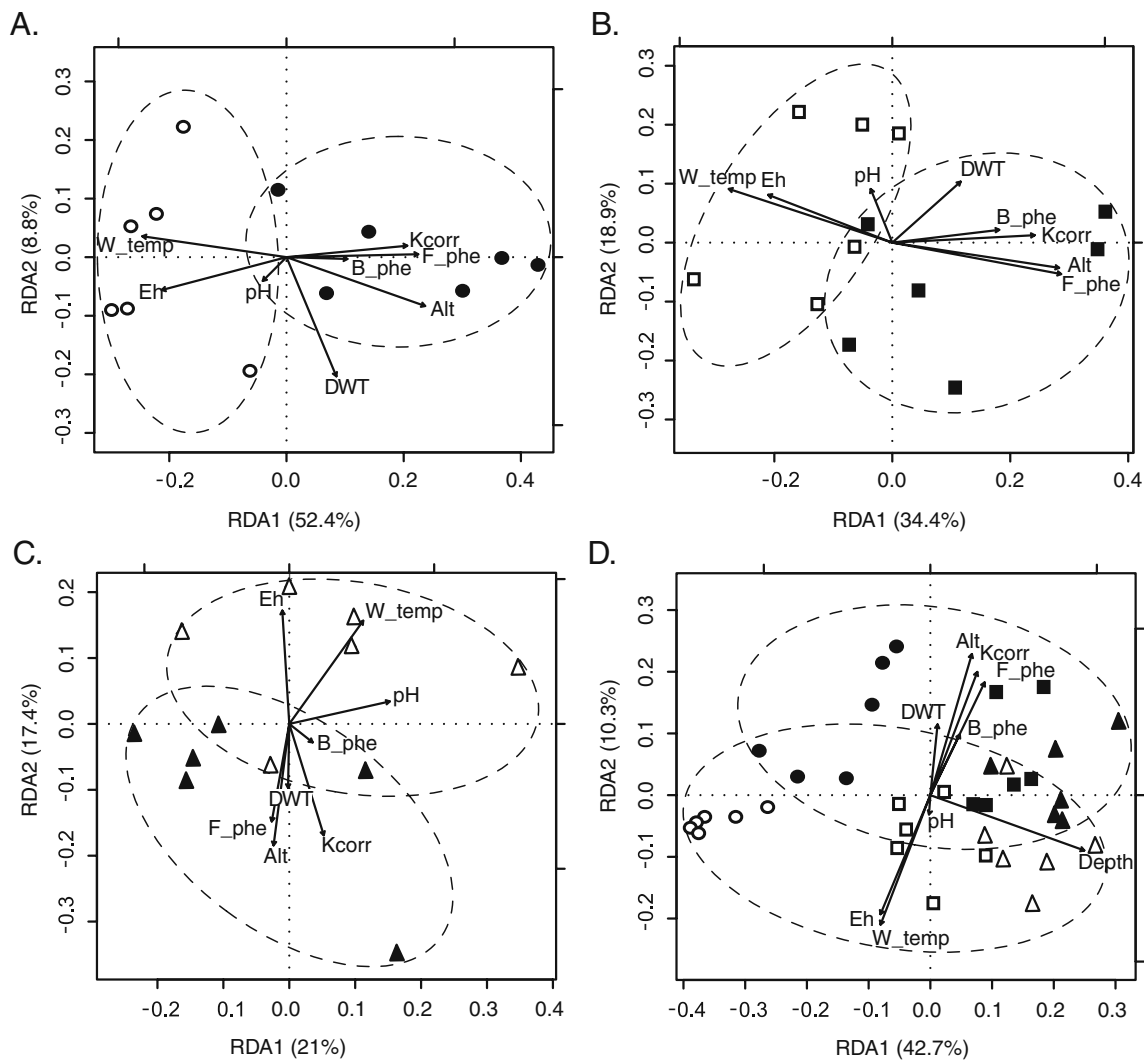 A.
0.3
0.2
0.1
0.0
-0.1
-0.2
-0.3
RDA2 (8.8%)
W_temp
Eh
pH
Kcorr
F_phe
B_phe
Alt
DWT
-0.2
0.0
0.2
0.4
RDA1 (52.4%)
B.
0.3
0.2
0.1
0.0
-0.1
-0.2
-0.3
RDA2 (18.9%)
W_temp
Eh
pH
DWT
B_phe
Kcorr
Alt
F_phe
-0.4
-0.2
0.0
0.2
0.4
RDA1 (34.4%)
C.
0.2
0.1
0.0
-0.1
-0.2
-0.3
RDA2 (17.4%)
Eh
W_temp
pH
B_phe
DWT
F_phe
Kcorr
Alt
-0.2
-0.1
0.0
0.1
0.2
0.3
0.4
RDA1 (21%)
D.
0.3
0.2
0.1
0.0
-0.1
-0.2
RDA2 (10.3%)
Alt
Kcorr
F_phe
DWT
B_phe
pH
Depth
Eh
W_temp
-0.4
-0.3
-0.2
-0.1
0.0
0.1
0.2
0.3
RDA1 (42.7%)